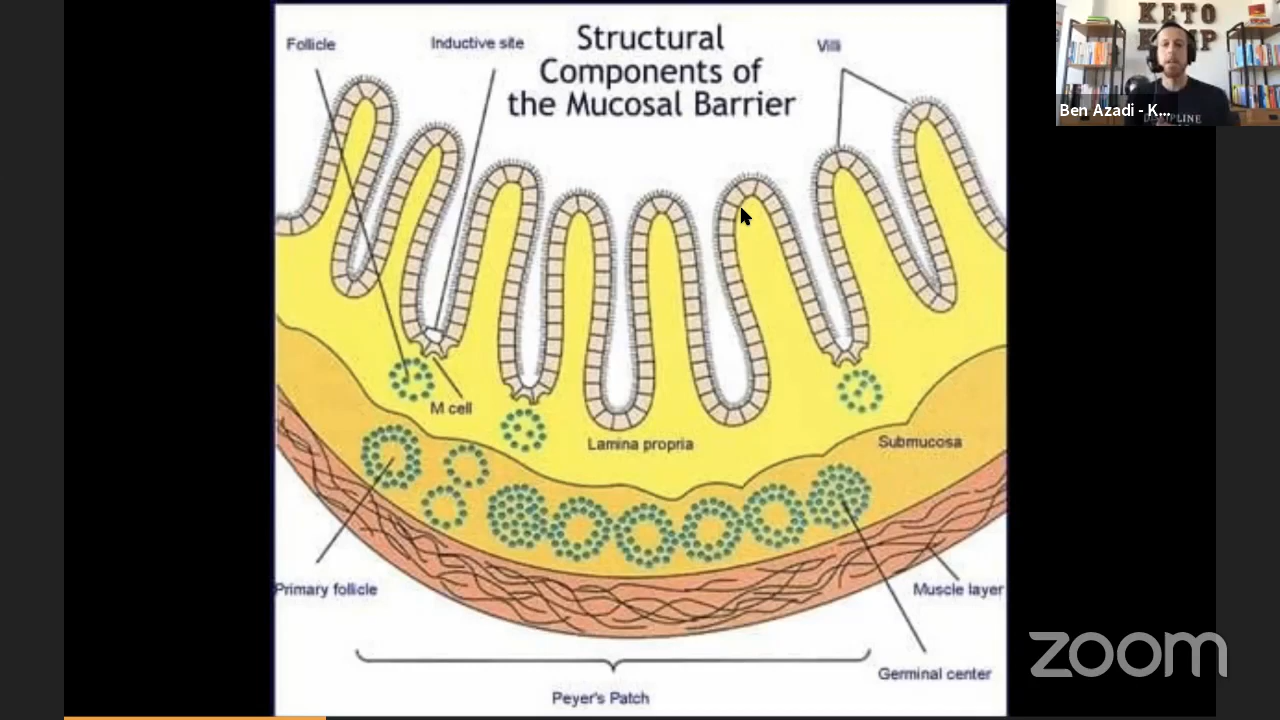 Follicle
Inductive site
Structural
Components of
the Mucosal Barrier
Villi
KETO
Ben Azadi - K...
M cell
Lamina propria
Submucosa
Primary follicle
Muscle layer
Germinal center
Peyer's Patch
zoom